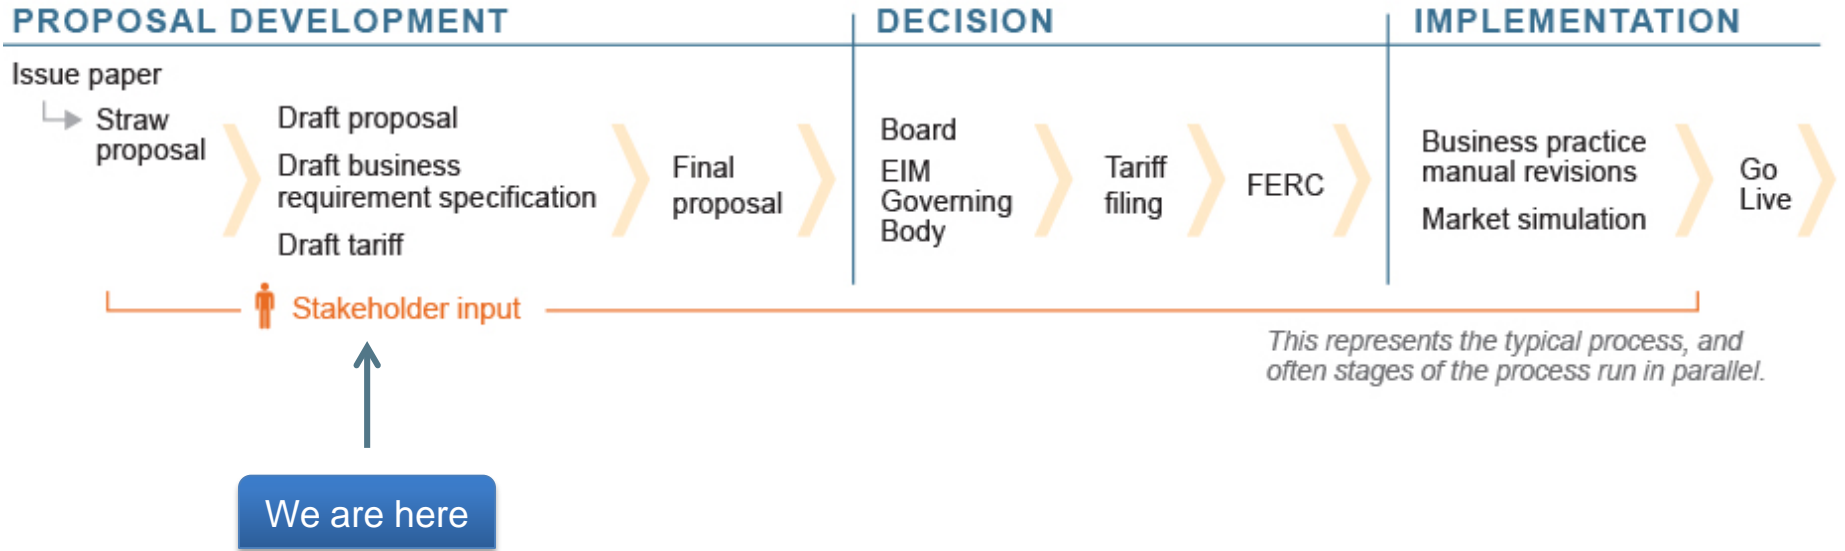 PROPOSAL DEVELOPMENT
DECISION
IMPLEMENTATION
Issue paper
Straw
proposal
Draft proposal
Draft business
requirement specification
Draft tariff
Final
proposal
Board
EIM
Governing
Body
Tariff
filing
FERC
Business practice
manual revisions
Market simulation
Go
Live
Stakeholder input
This represents the typical process, and
often stages of the process run in parallel.
We are here